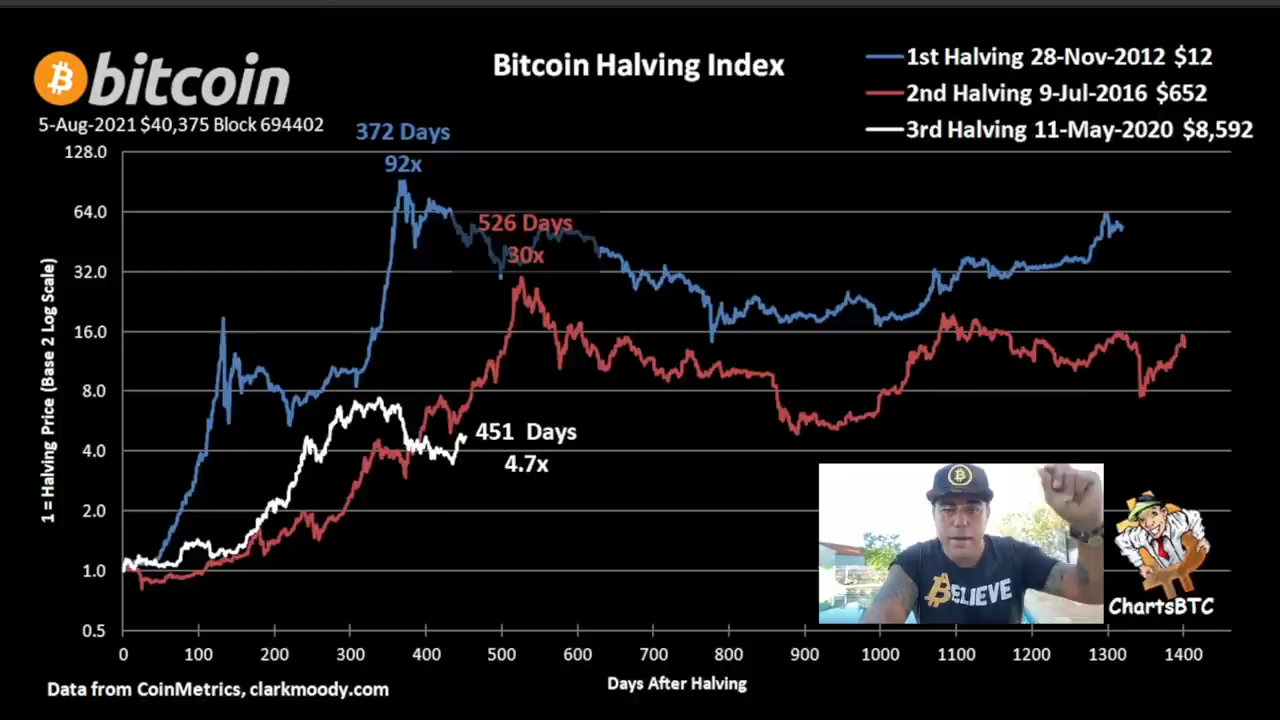 bitcoin
5-Aug-2021 $40,375 Block 694402
Bitcoin Halving Index
1st Halving 28-Nov-2012 $12
2nd Halving 9-Jul-2016 $652
3rd Halving 11-May-2020 $8,592
372 Days
92x
526 Days
30x
451 Days
4.7x
1 = Halving Price (Base 2 Log Scale)
128.0
64.0
32.0
16.0
8.0
4.0
2.0
1.0
0.5
0 100 200 300 400 500 600 700 800 900 1000 1100 1200 1300 1400
Days After Halving
Data from CoinMetrics, clarkmoody.com
BELIEVE
ChartsBTC